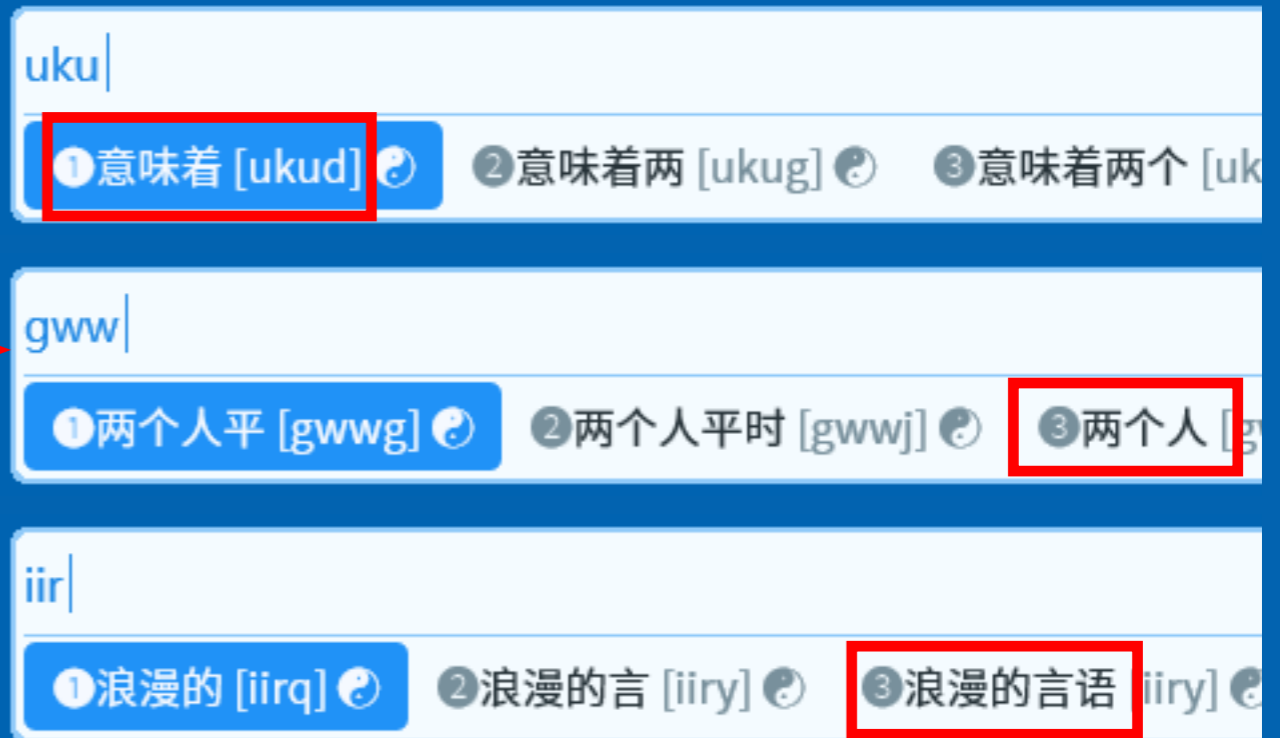 uku
①意味着 [ukud] ☯ ②意味着两 [ukug] ☯ ③意味着两个 [uk
gww
①两个人平 [gwwg] ☯ ②两个人平时 [gwwj] ☯ ③两个人 [gw
iir
①浪漫的 [iirq] ☯ ②浪漫的言 [iiry] ☯ ③浪漫的言语 [iiry] ☯